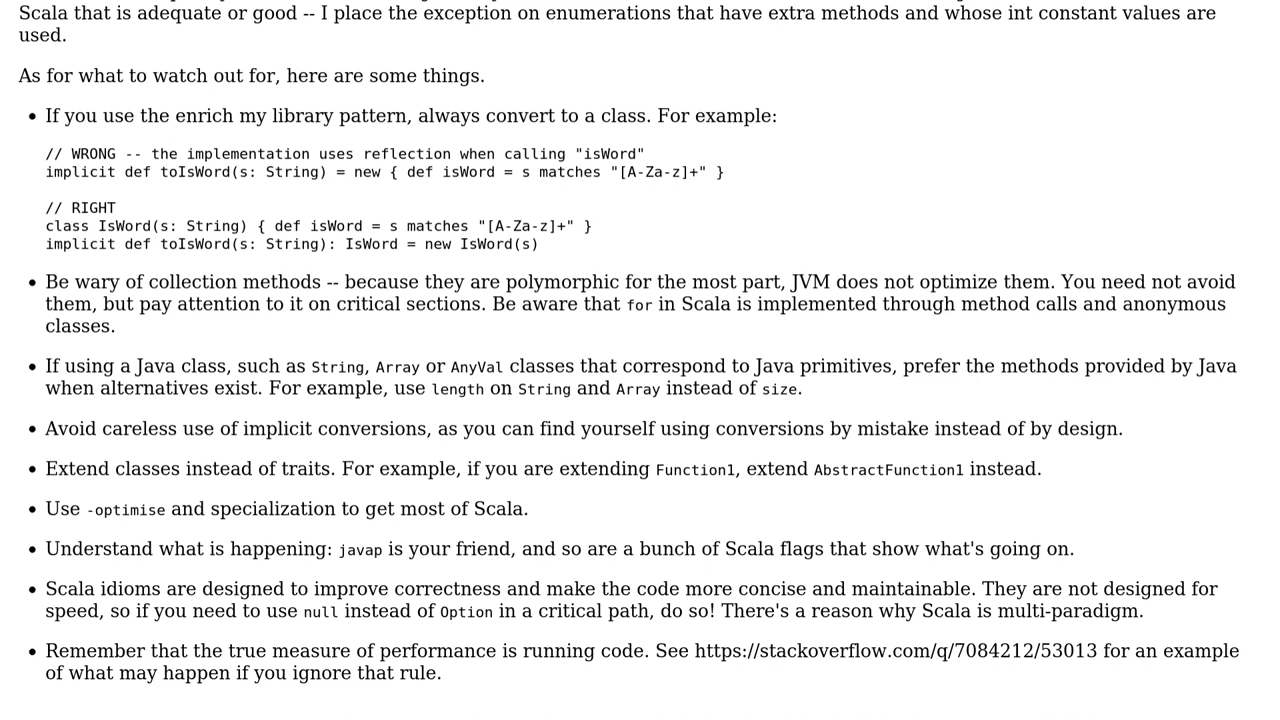 Scala that is adequate or good -- I place the exception on enumerations that have extra methods and whose int constant values are
used.
As for what to watch out for, here are some things.
• If you use the enrich my library pattern, always convert to a class. For example:
// WRONG -- the implementation uses reflection when calling "isWord"
implicit def toIsWord(s: String) = new { def isWord = s matches "[A-Za-z]+" }
// RIGHT
class IsWord(s: String) { def isWord = s matches "[A-Za-z]+" }
implicit def toIsWord(s: String): IsWord = new IsWord(s)
• Be wary of collection methods -- because they are polymorphic for the most part, JVM does not optimize them. You need not avoid
them, but pay attention to it on critical sections. Be aware that for in Scala is implemented through method calls and anonymous
classes.
• If using a Java class, such as String, Array or AnyVal classes that correspond to Java primitives, prefer the methods provided by Java
when alternatives exist. For example, use length on String and Array instead of size.
• Avoid careless use of implicit conversions, as you can find yourself using conversions by mistake instead of by design.
• Extend classes instead of traits. For example, if you are extending Function1, extend AbstractFunction1 instead.
• Use -optimise and specialization to get most of Scala.
• Understand what is happening: javap is your friend, and so are a bunch of Scala flags that show what's going on.
• Scala idioms are designed to improve correctness and make the code more concise and maintainable. They are not designed for
speed, so if you need to use null instead of Option in a critical path, do so! There's a reason why Scala is multi-paradigm.
• Remember that the true measure of performance is running code. See https://stackoverflow.com/q/7084212/53013 for an example
of what may happen if you ignore that rule.